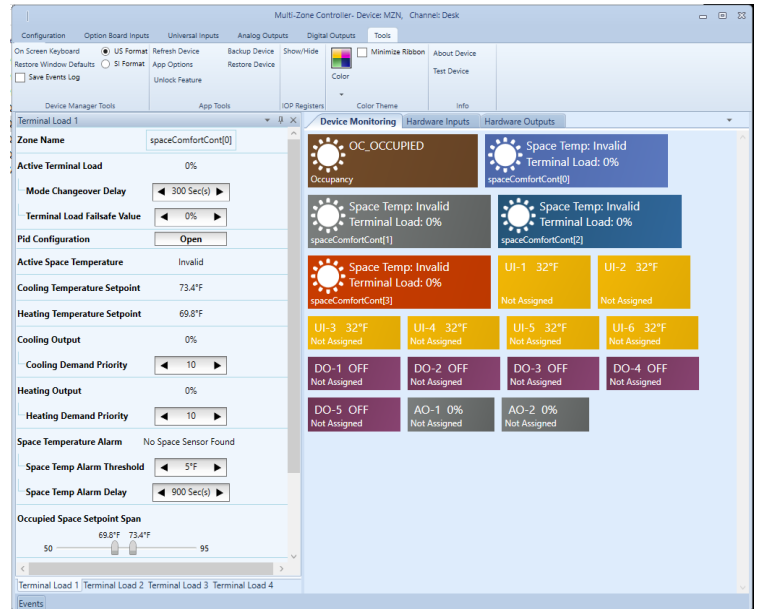 Multi-Zone Controller- Device: MZN, Channel: Desk
Configuration Option Board Inputs Universal Inputs Analog Outputs Digital Outputs Tools
On Screen Keyboard US Format Refresh Device Backup Device Show/Hide Minimize Ribbon About Device
Restore Window Defaults SI Format App Options Restore Device
Save Events Log Unlock Feature Color Test Device
Device Manager Tools App Tools IOP Registers Color Theme Info
Terminal Load 1
Device Monitoring Hardware Inputs Hardware Outputs
Zone Name spaceComfortCont[0]
Active Terminal Load 0%
Mode Changeover Delay 300 Sec(s)
Terminal Load Failsafe Value 0%
Pid Configuration Open
Active Space Temperature Invalid
Cooling Temperature Setpoint 73.4°F
Heating Temperature Setpoint 69.8°F
Cooling Output 0%
Cooling Demand Priority 10
Heating Output 0%
Heating Demand Priority 10
Space Temperature Alarm No Space Sensor Found
Space Temp Alarm Threshold 5°F
Space Temp Alarm Delay 900 Sec(s)
Occupied Space Setpoint Span
69.8°F 73.4°F
50 95
Terminal Load 1 Terminal Load 2 Terminal Load 3 Terminal Load 4
Events
OC_OCCUPIED
Occupancy
Space Temp: Invalid
Terminal Load: 0%
spaceComfortCont[0]
Space Temp: Invalid
Terminal Load: 0%
spaceComfortCont[1]
Space Temp: Invalid
Terminal Load: 0%
spaceComfortCont[2]
Space Temp: Invalid
Terminal Load: 0%
spaceComfortCont[3]
UI-1 32°F
Not Assigned
UI-2 32°F
Not Assigned
UI-3 32°F
Not Assigned
UI-4 32°F
Not Assigned
UI-5 32°F
Not Assigned
UI-6 32°F
Not Assigned
DO-1 OFF
Not Assigned
DO-2 OFF
Not Assigned
DO-3 OFF
Not Assigned
DO-4 OFF
Not Assigned
DO-5 OFF
Not Assigned
AO-1 0%
Not Assigned
AO-2 0%
Not Assigned